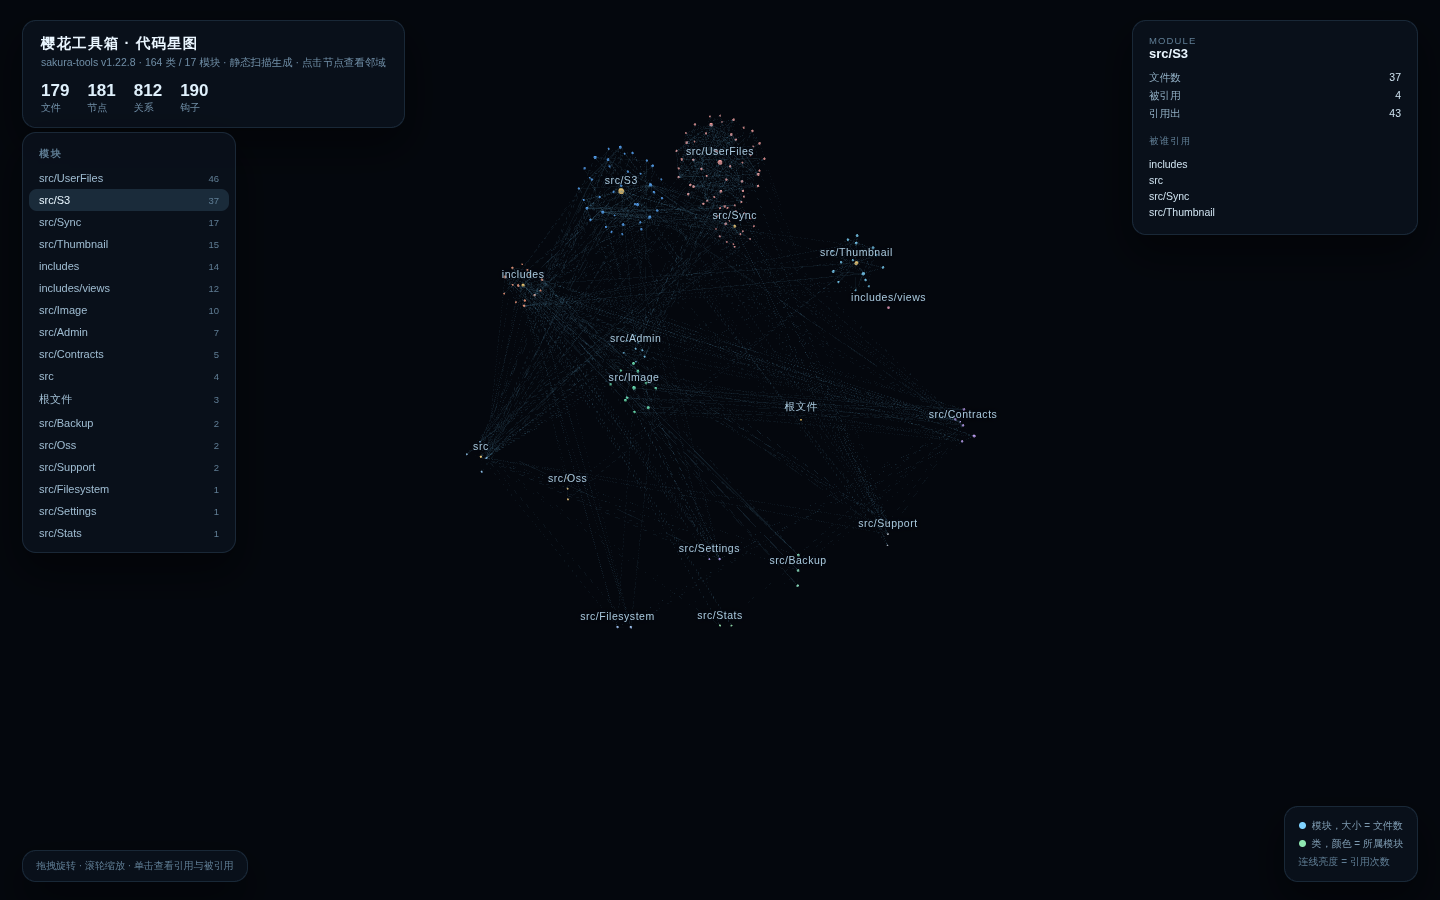 樱花工具箱 · 代码星图
sakura-tools v1.22.8 · 164 类 / 17 模块 · 静态扫描生成 · 点击节点查看邻域
179 181 812 190
文件 节点 关系 钩子
模块
src/UserFiles 46
src/S3 37
src/Sync 17
src/Thumbnail 15
includes 14
includes/views 12
src/Image 10
src/Admin 7
src/Contracts 5
src 4
根文件 3
src/Backup 2
src/Oss 2
src/Support 2
src/Filesystem 1
src/Settings 1
src/Stats 1
src/UserFiles
src/S3
src/Sync
src/Thumbnail
includes
includes/views
src/Admin
src/Image
根文件
src/Contracts
src
src/Oss
src/Support
src/Settings
src/Backup
src/Filesystem
src/Stats
MODULE
src/S3
文件数 37
被引用 4
引用出 43
被谁引用
includes
src
src/Sync
src/Thumbnail
拖拽旋转 · 滚轮缩放 · 单击查看引用与被引用
模块，大小 = 文件数
类，颜色 = 所属模块
连线亮度 = 引用次数